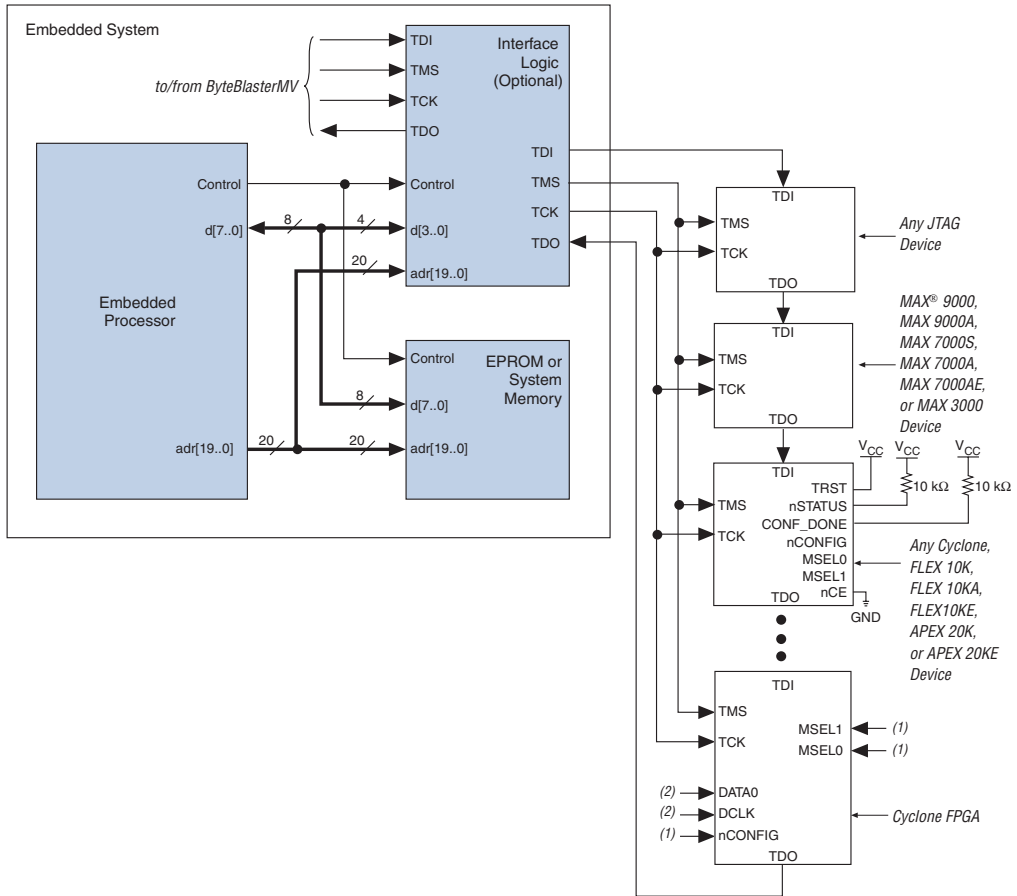 Embedded System
to/from ByteBlasterMV
TDI
TMS
TCK
TDO
Interface
Logic
(Optional)
TDI
TMS
TCK
TDO
Control
d[3..0]
adr[19..0]
Control
d[7..0]
8
4
20
Embedded
Processor
adr[19..0]
20
20
8
Control
d[7..0]
adr[19..0]
EPROM or
System
Memory
TDI
TMS
TCK
TDO
Any JTAG
Device
TDI
TMS
TCK
TDO
MAX® 9000,
MAX 9000A,
MAX 7000S,
MAX 7000A,
MAX 7000AE,
or MAX 3000
Device
VCC
VCC
VCC
10 kΩ
10 kΩ
TDI
TMS
TCK
TRST
nSTATUS
CONF_DONE
nCONFIG
MSEL0
MSEL1
nCE
TDO
GND
Any Cyclone,
FLEX 10K,
FLEX 10KA,
FLEX10KE,
APEX 20K,
or APEX 20KE
Device
TDI
TMS
TCK
MSEL1
(1)
MSEL0
(1)
(2)
DATA0
(2)
DCLK
(1)
nCONFIG
TDO
Cyclone FPGA